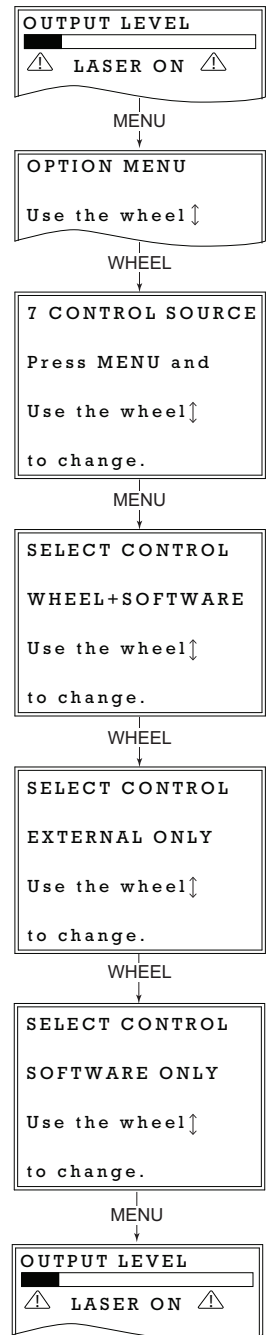 OUTPUT LEVEL
LASER ON
MENU
OPTION MENU
Use the wheel ↕
WHEEL
7 CONTROL SOURCE
Press MENU and
Use the wheel ↕
to change.
MENU
SELECT CONTROL
WHEEL+SOFTWARE
Use the wheel ↕
to change.
WHEEL
SELECT CONTROL
EXTERNAL ONLY
Use the wheel ↕
to change.
WHEEL
SELECT CONTROL
SOFTWARE ONLY
Use the wheel ↕
to change.
MENU
OUTPUT LEVEL
LASER ON